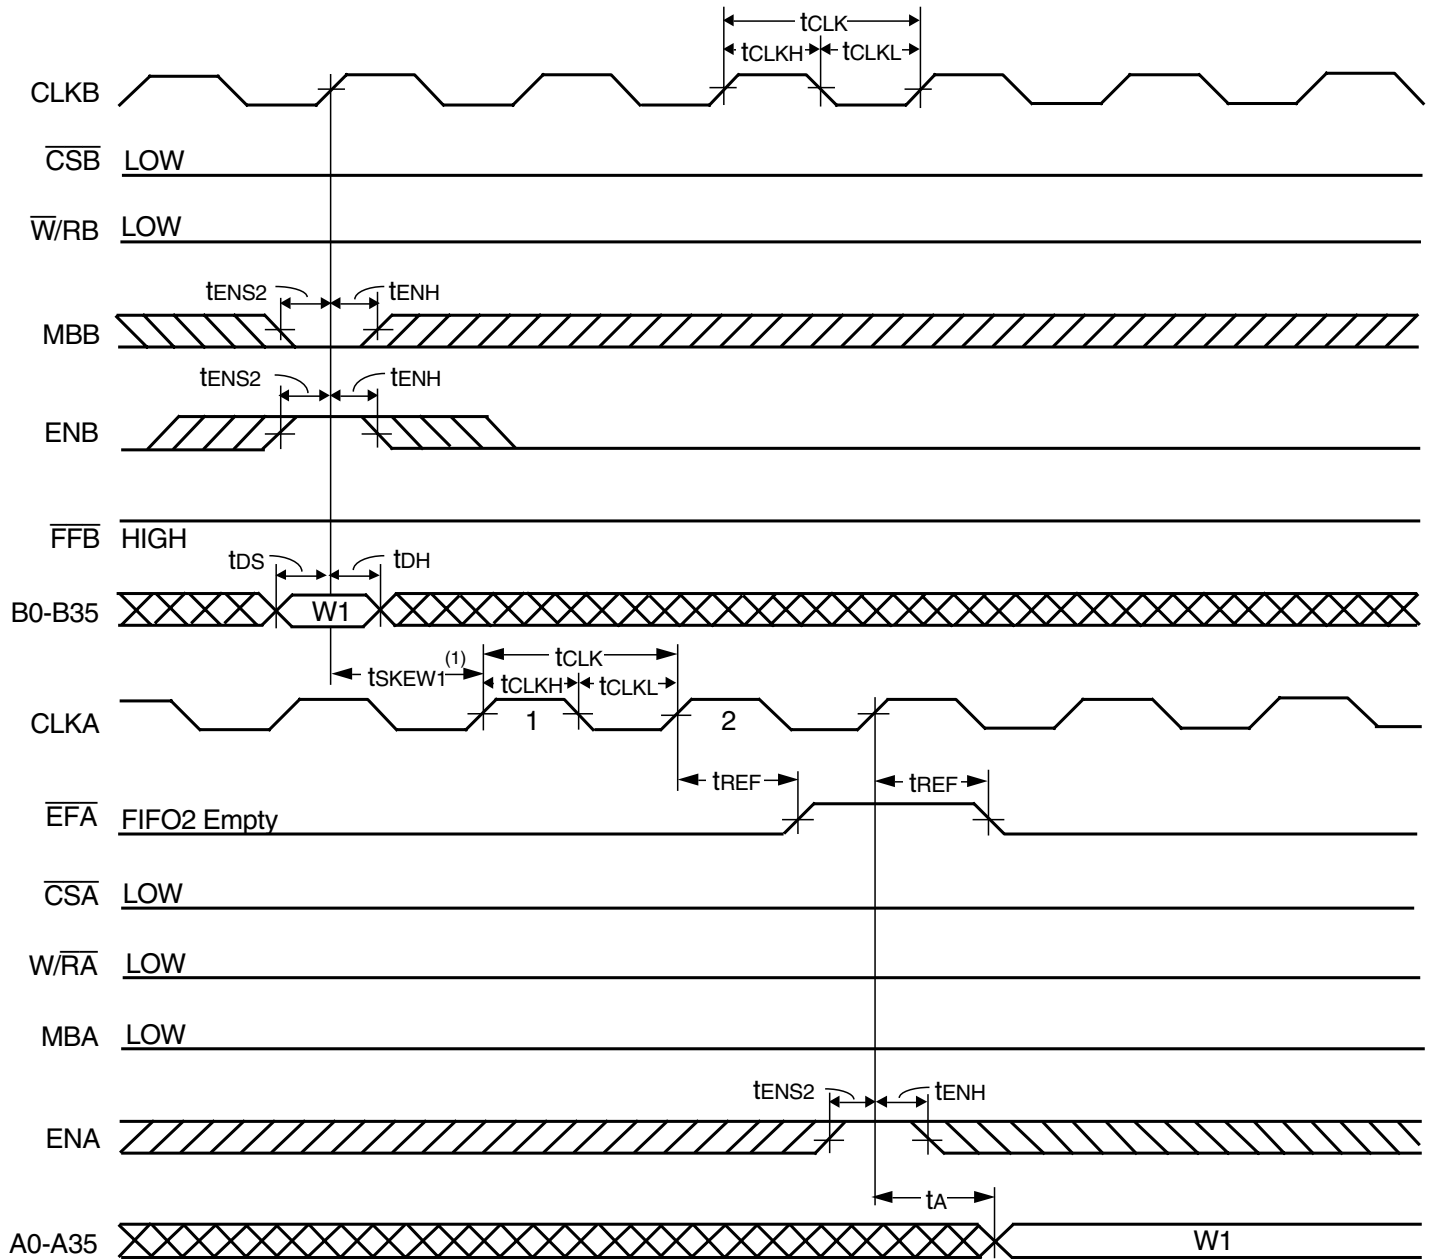 tCLK
tCLKH tCLKL
CLKB
CSB LOW
W/RB LOW
tENS2 tENH
MBB
tENS2 tENH
ENB
FFB HIGH
tDS tDH
B0-B35 W1
tSKEW1(1) tCLK
tCLKH tCLKL
CLKA 1 2
tREF tREF
EFA FIFO2 Empty
CSA LOW
W/RA LOW
MBA LOW
tENS2 tENH
ENA
tA
A0-A35 W1